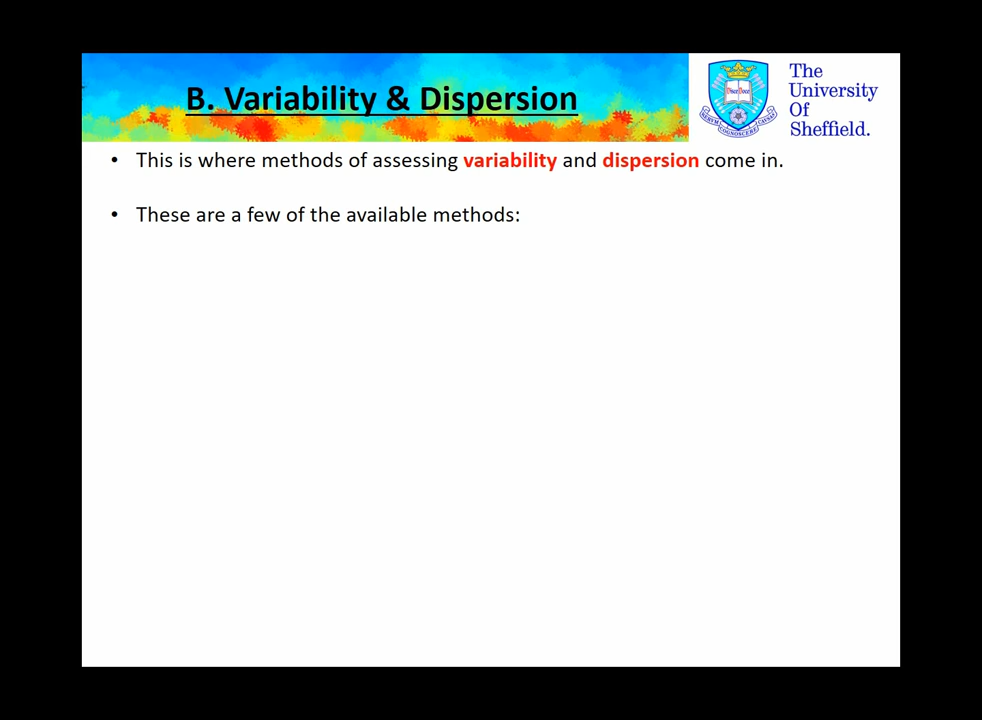 B. Variability & Dispersion
The
University
Of
Sheffield.
• This is where methods of assessing variability and dispersion come in.
• These are a few of the available methods: